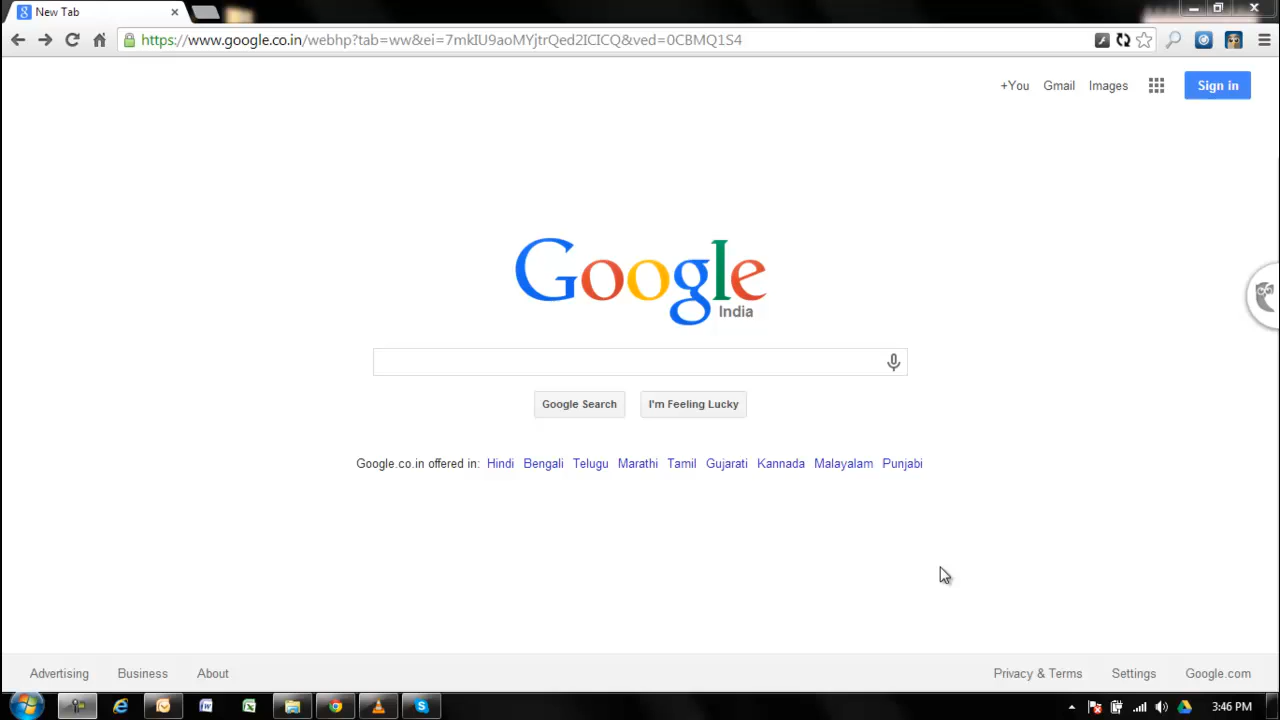 New Tab
https://www.google.co.in/webhp?tab=ww&ei=7mkIU9aoMYjtrQed2ICICQ&ved=0CBMQ1S4
+You Gmail Images Sign in
Google
India
Google Search I'm Feeling Lucky
Google.co.in offered in: Hindi Bengali Telugu Marathi Tamil Gujarati Kannada Malayalam Punjabi
Advertising Business About Privacy & Terms Settings Google.com
3:46 PM